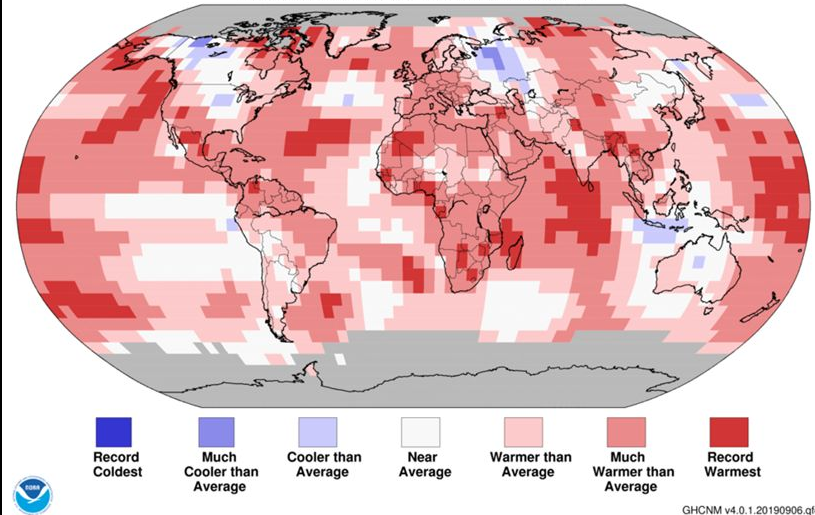 Record
Coldest
Much
Cooler than
Average
Cooler than
Average
Near
Average
Warmer than
Average
Much
Warmer than
Average
Record
Warmest
NOAA
GHCNM v4.0.1.20190906.qf